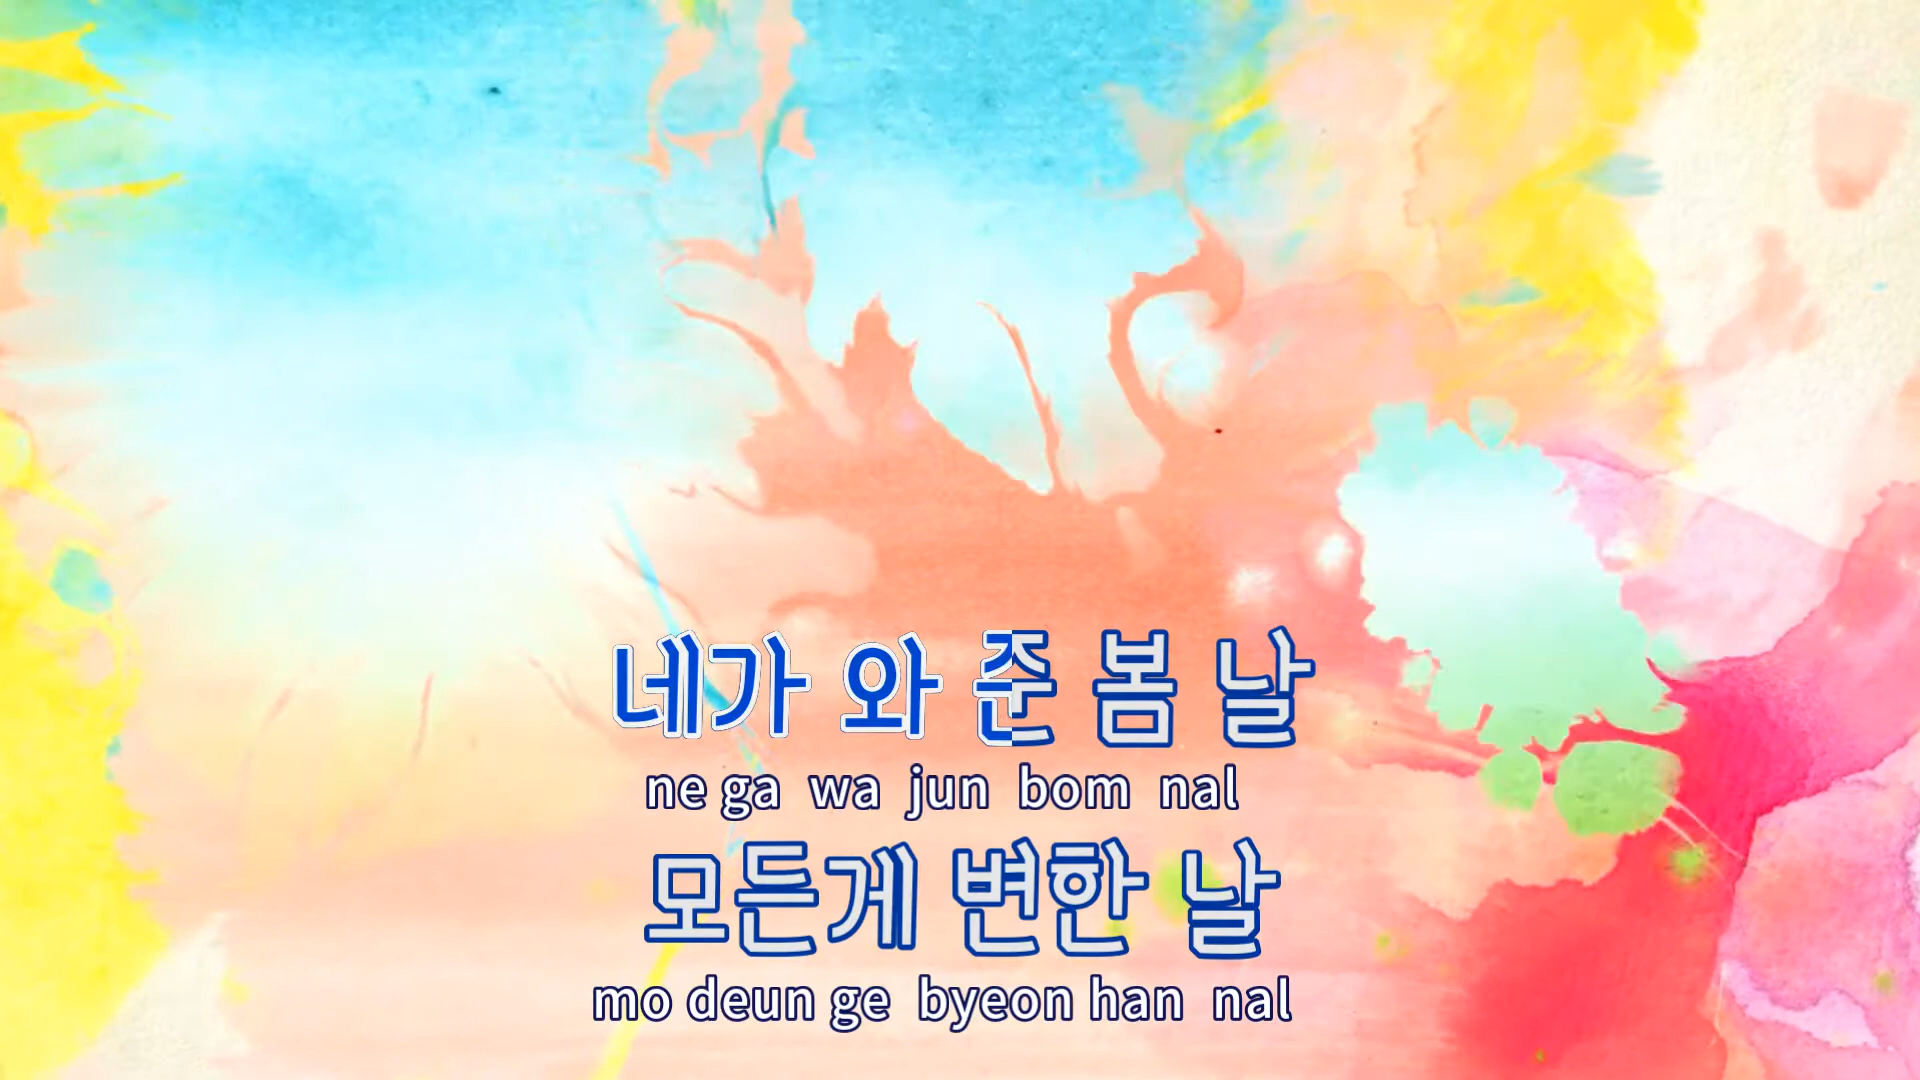 네가 와 준 봄 날
ne ga wa jun bom nal
모든게 변한 날
mo deun ge byeon han nal